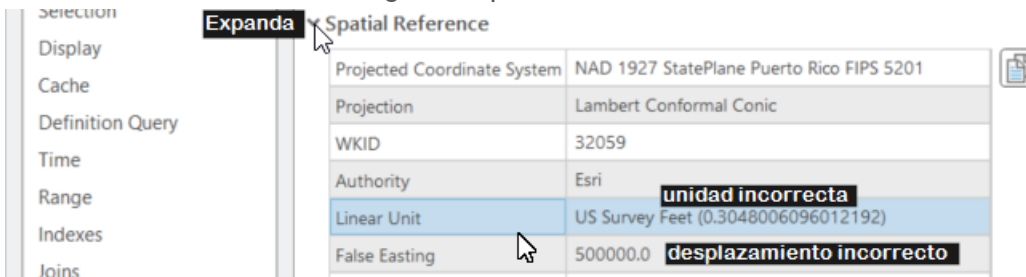 Selection
Expanda
Spatial Reference
Display
Projected Coordinate System NAD 1927 StatePlane Puerto Rico FIPS 5201
Cache
Projection Lambert Conformal Conic
Definition Query
WKID 32059
Time
Authority Esri
unidad incorrecta
Range
Linear Unit US Survey Feet (0.3048006096012192)
Indexes
False Easting 500000.0 desplazamiento incorrecto
Joins